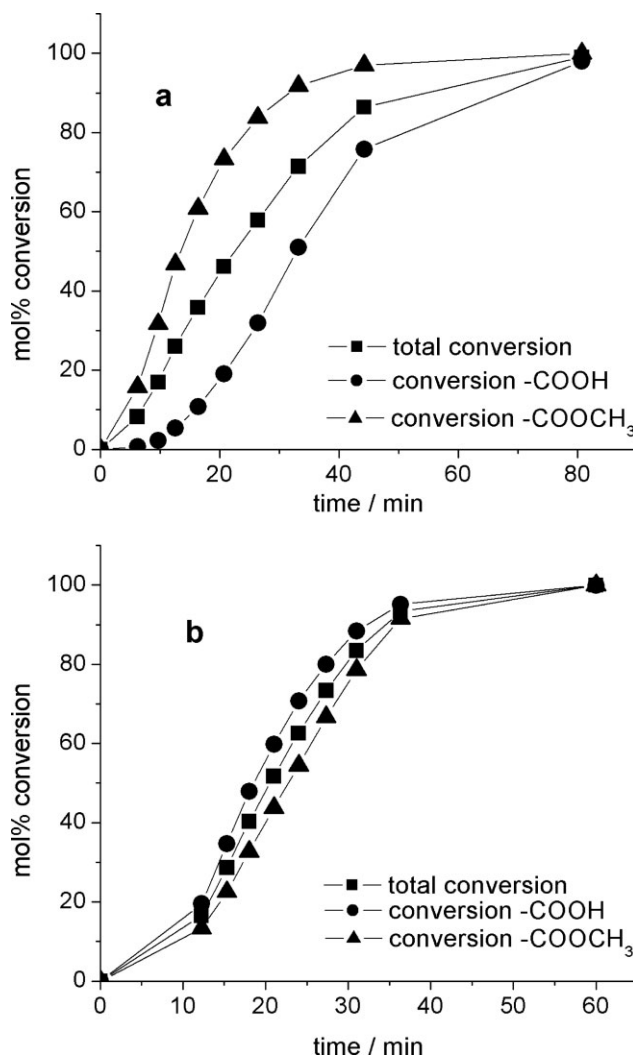 100
a
80
60
40
20
0
mol% conversion
total conversion
conversion -COOH
conversion -COOCH₃
0 20 40 60 80
time / min
100
b
80
60
40
20
0
mol% conversion
total conversion
conversion -COOH
conversion -COOCH₃
0 10 20 30 40 50 60
time / min